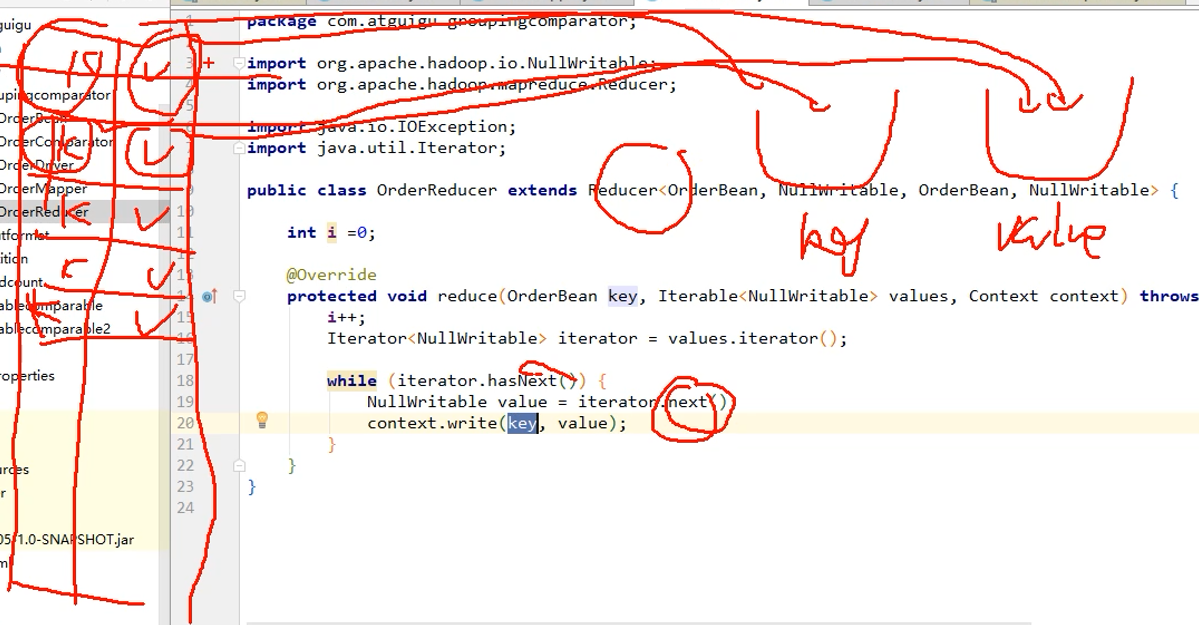 guigu
upingcomparator
OrderBean
OrderComparator
OrderDriver
OrderMapper
OrderReducer
tformat
ition
dcount
ablecomparable
ablecomparable2
roperties
urces
r
05-1.0-SNAPSHOT.jar
m
K V
K V
K V
K V
1 package com.atguigu.groupingcomparator;
2
3 import org.apache.hadoop.io.NullWritable;
4 import org.apache.hadoop.mapreduce.Reducer;
5
6 import java.io.IOException;
7 import java.util.Iterator;
8
9 public class OrderReducer extends Reducer<OrderBean, NullWritable, OrderBean, NullWritable> {
10
11 int i =0;
12
13 @Override
14 protected void reduce(OrderBean key, Iterable<NullWritable> values, Context context) throws
15 i++;
16 Iterator<NullWritable> iterator = values.iterator();
17
18 while (iterator.hasNext()) {
19 NullWritable value = iterator.next()
20 context.write(key, value);
21 }
22 }
23 }
24
key
value